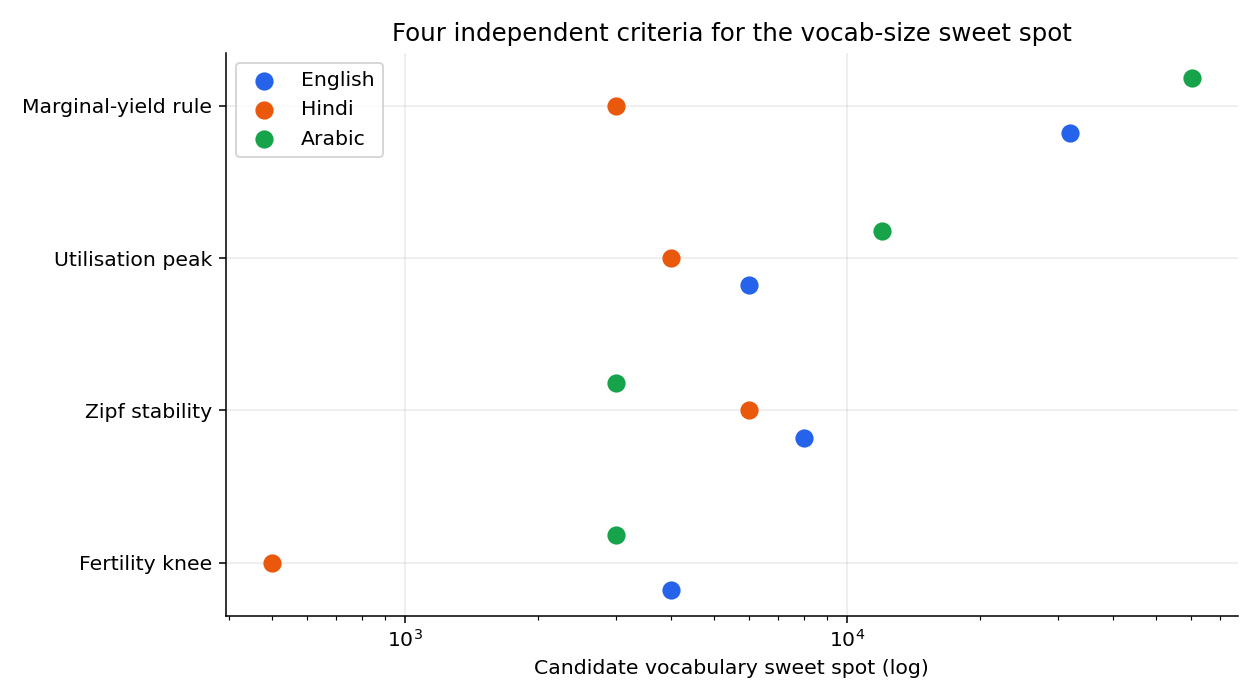 Four independent criteria for the vocab-size sweet spot
English
Hindi
Arabic
Marginal-yield rule
Utilisation peak
Zipf stability
Fertility knee
10³ 10⁴
Candidate vocabulary sweet spot (log)